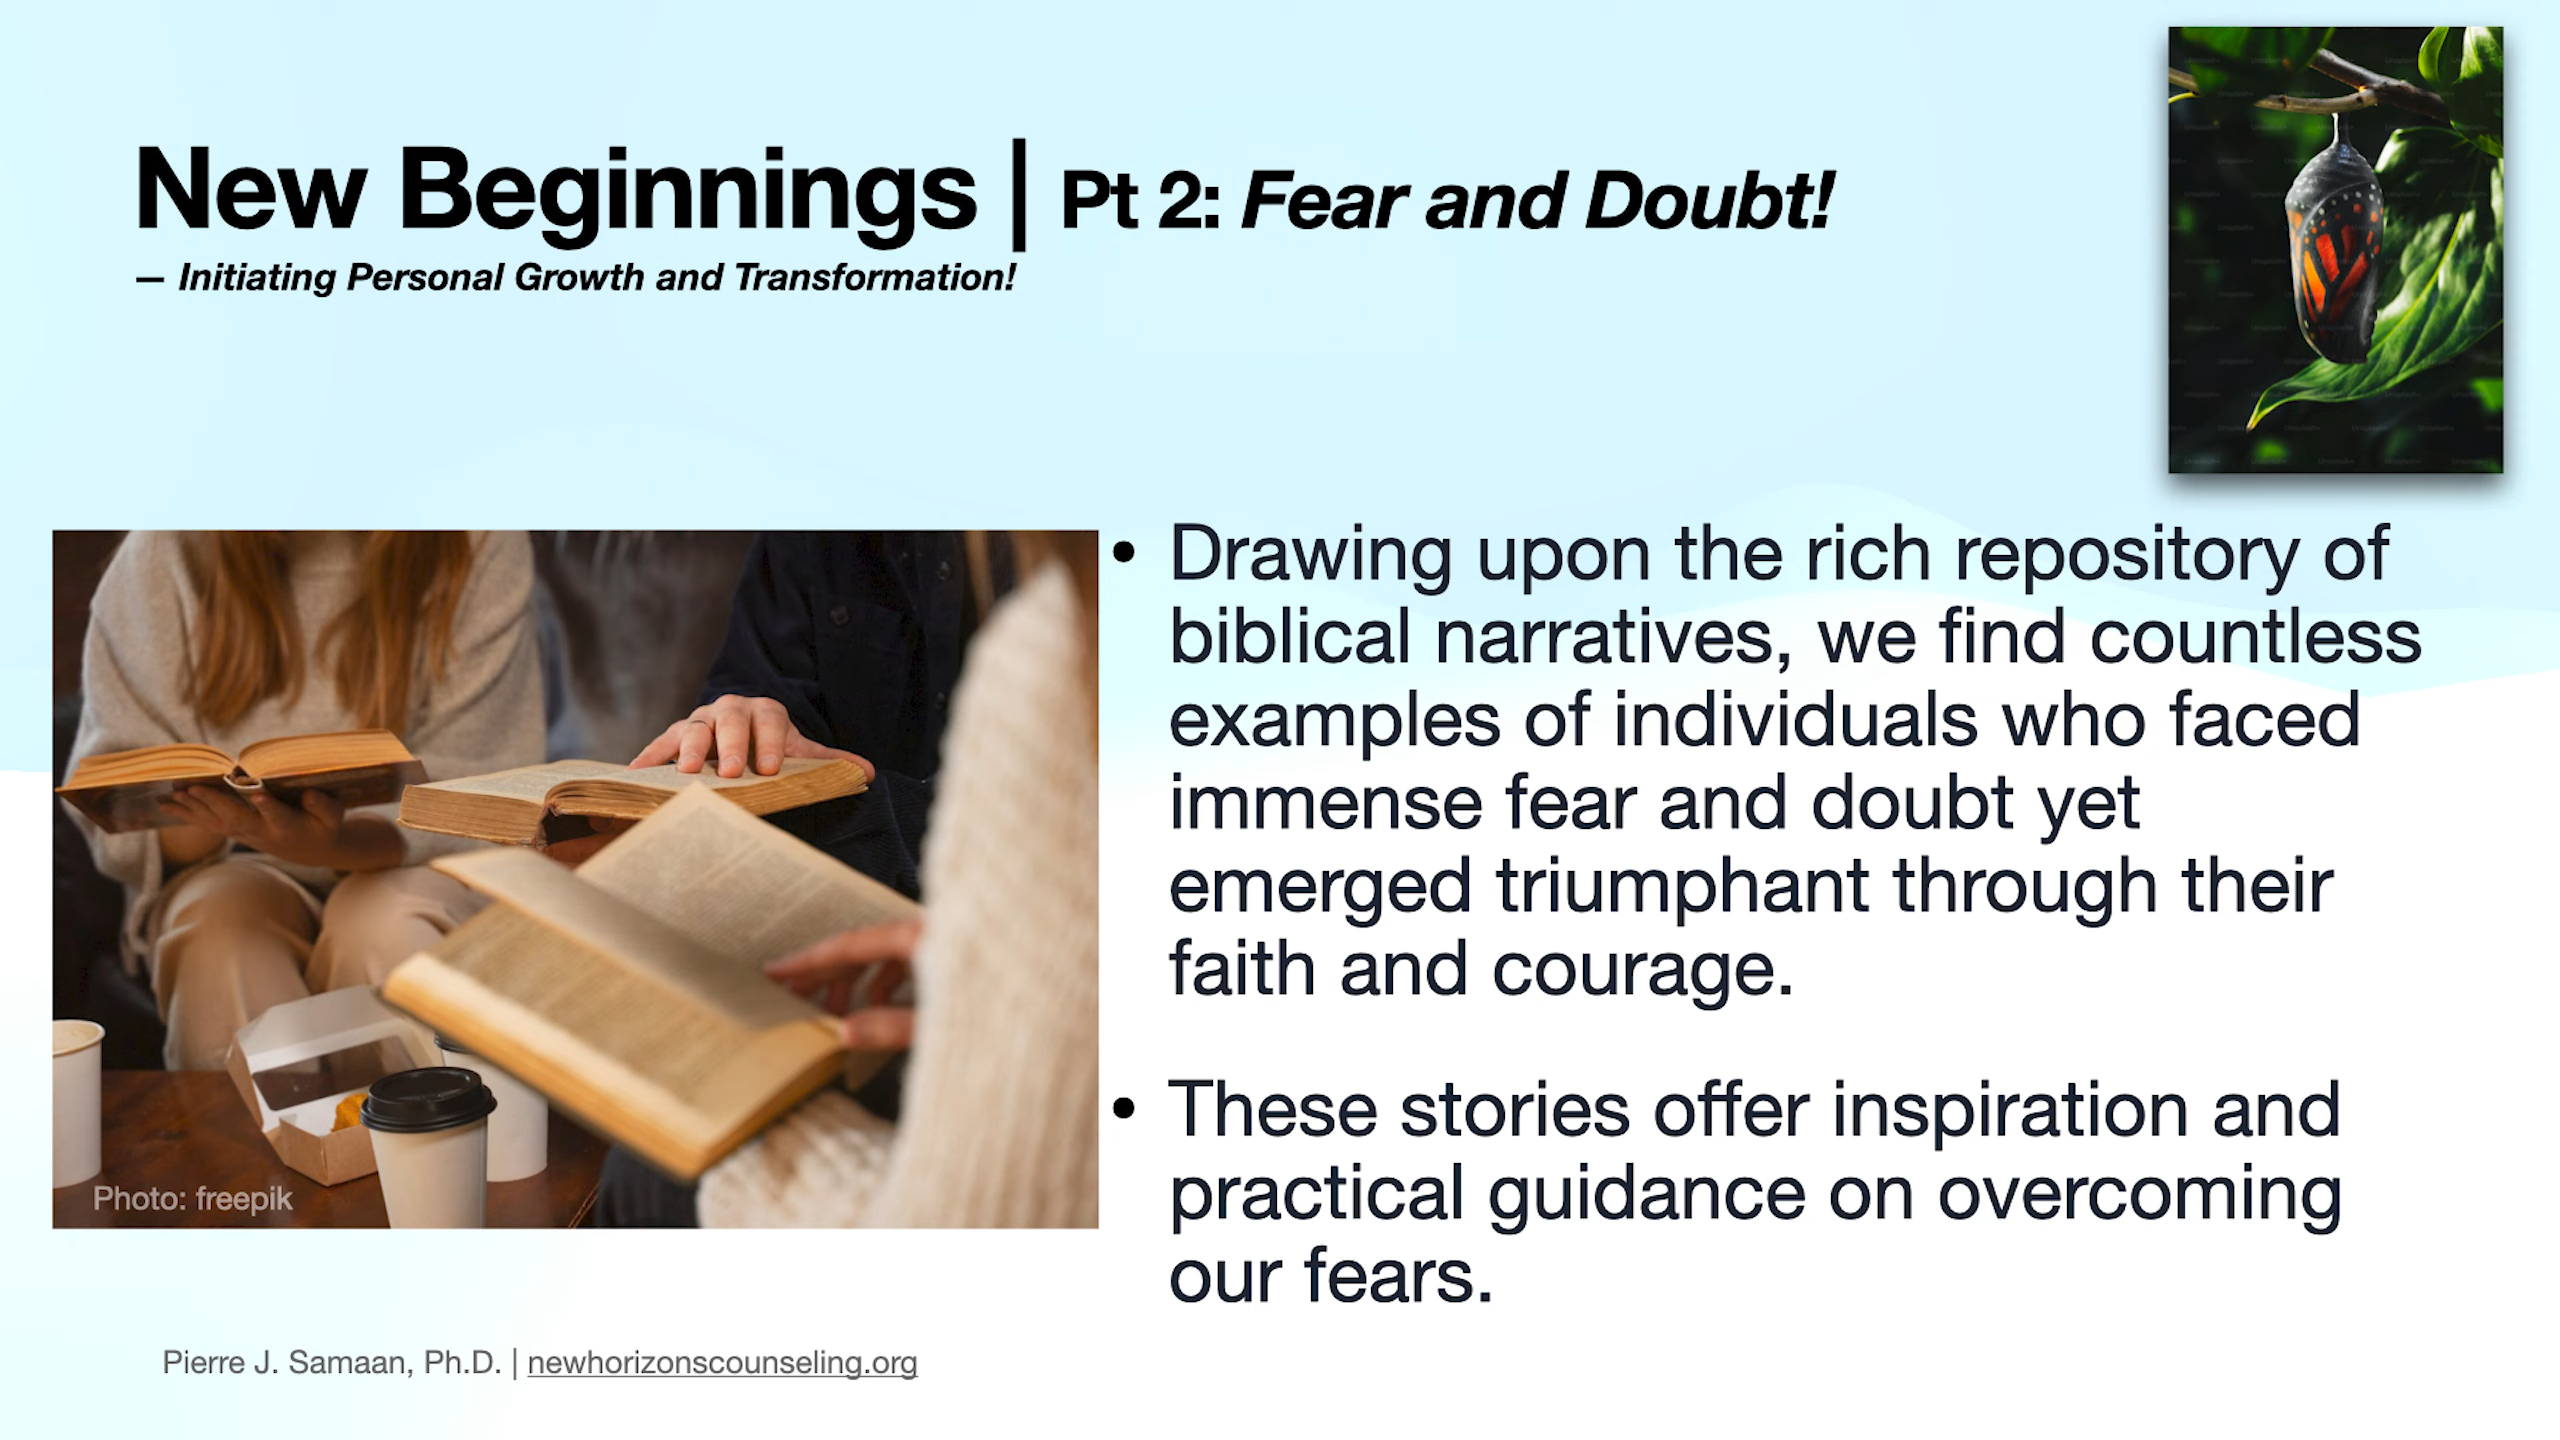 New Beginnings | Pt 2: Fear and Doubt!
– Initiating Personal Growth and Transformation!
• Drawing upon the rich repository of
biblical narratives, we find countless
examples of individuals who faced
immense fear and doubt yet
emerged triumphant through their
faith and courage.
• These stories offer inspiration and
practical guidance on overcoming
our fears.
Photo: freepik
Pierre J. Samaan, Ph.D. | newhorizonscounseling.org